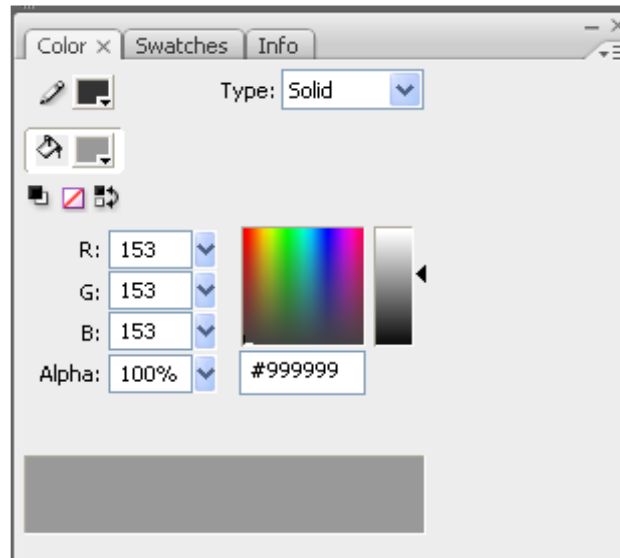 Color Swatches Info
Type: Solid
R: 153
G: 153
B: 153
Alpha: 100% #999999